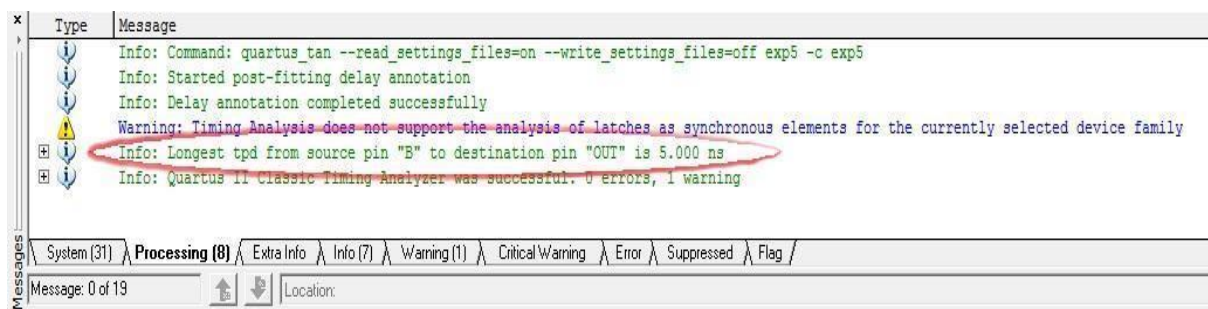 x Type Message
Info: Command: quartus_tan --read_settings_files=on --write_settings_files=off exp5 -c exp5
Info: Started post-fitting delay annotation
Info: Delay annotation completed successfully
Warning: Timing Analysis does not support the analysis of latches as synchronous elements for the currently selected device family
Info: Longest tpd from source pin "B" to destination pin "OUT" is 5.000 ns
Info: Quartus II Classic Timing Analyzer was successful. 0 errors, 1 warning
System (31) Processing (8) Extra Info Info (7) Warning (1) Critical Warning Error Suppressed Flag
Messages
Message: 0 of 19 Location: